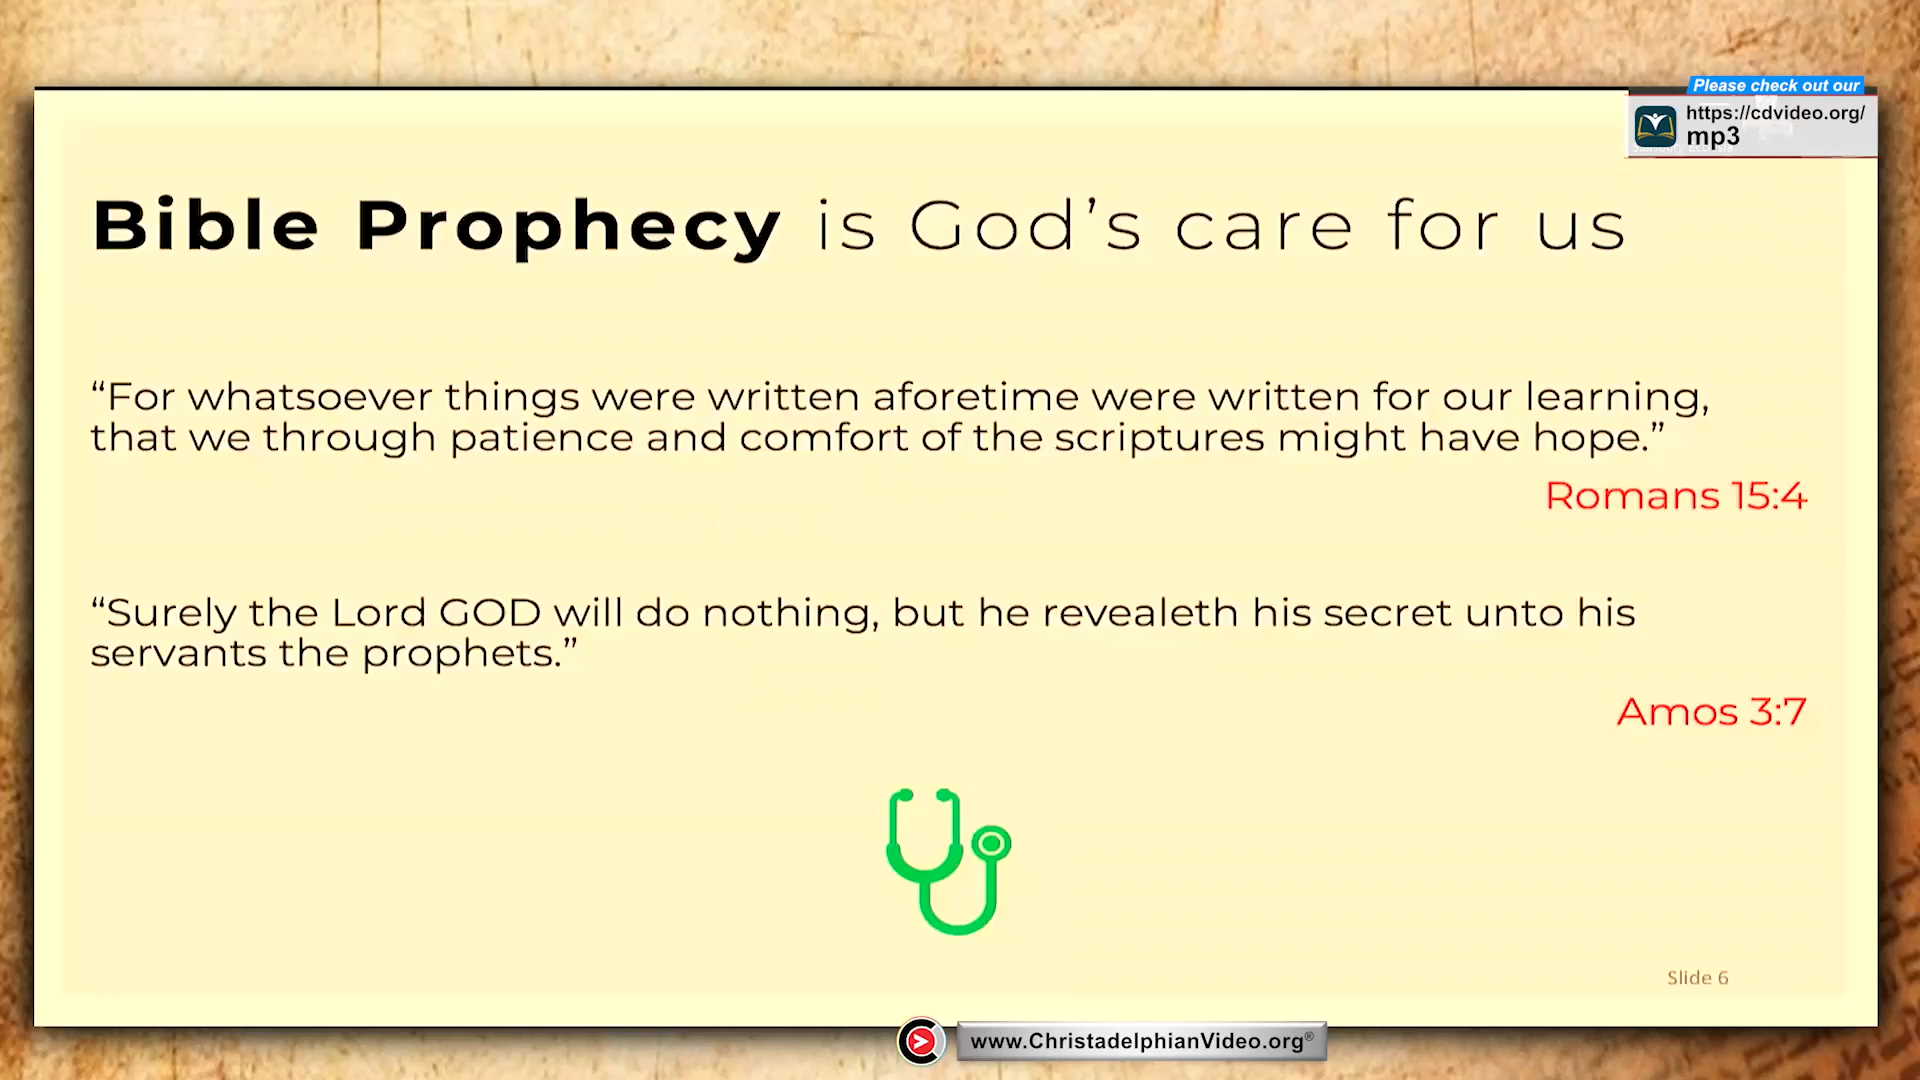 Please check out our
https://cdvideo.org/
mp3
Bible Prophecy is God’s care for us
“For whatsoever things were written aforetime were written for our learning,
that we through patience and comfort of the scriptures might have hope.”
Romans 15:4
“Surely the Lord GOD will do nothing, but he revealeth his secret unto his
servants the prophets.”
Amos 3:7
Slide 6
www.ChristadelphianVideo.org®